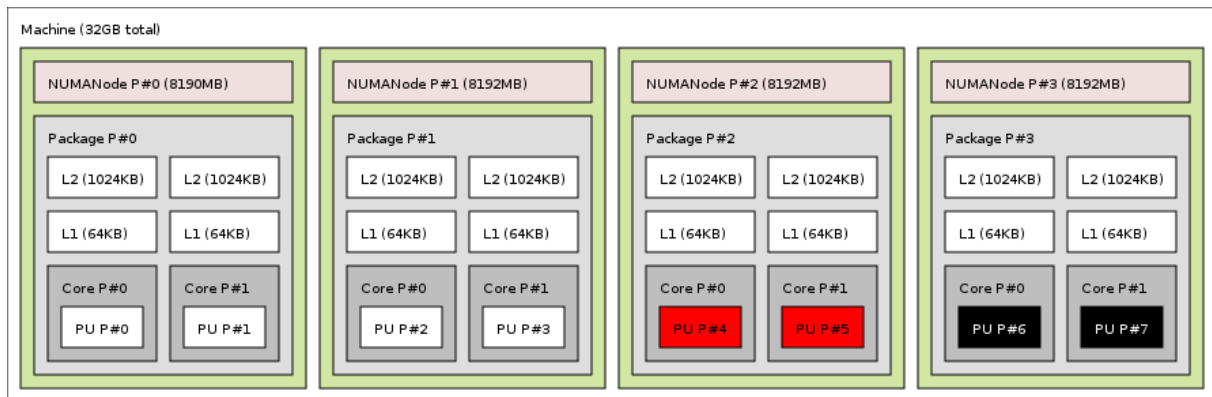 Machine (32GB total)
NUMANode P#0 (8190MB)
Package P#0
L2 (1024KB) L2 (1024KB)
L1 (64KB) L1 (64KB)
Core P#0 Core P#1
PU P#0 PU P#1
NUMANode P#1 (8192MB)
Package P#1
L2 (1024KB) L2 (1024KB)
L1 (64KB) L1 (64KB)
Core P#0 Core P#1
PU P#2 PU P#3
NUMANode P#2 (8192MB)
Package P#2
L2 (1024KB) L2 (1024KB)
L1 (64KB) L1 (64KB)
Core P#0 Core P#1
PU P#4 PU P#5
NUMANode P#3 (8192MB)
Package P#3
L2 (1024KB) L2 (1024KB)
L1 (64KB) L1 (64KB)
Core P#0 Core P#1
PU P#6 PU P#7